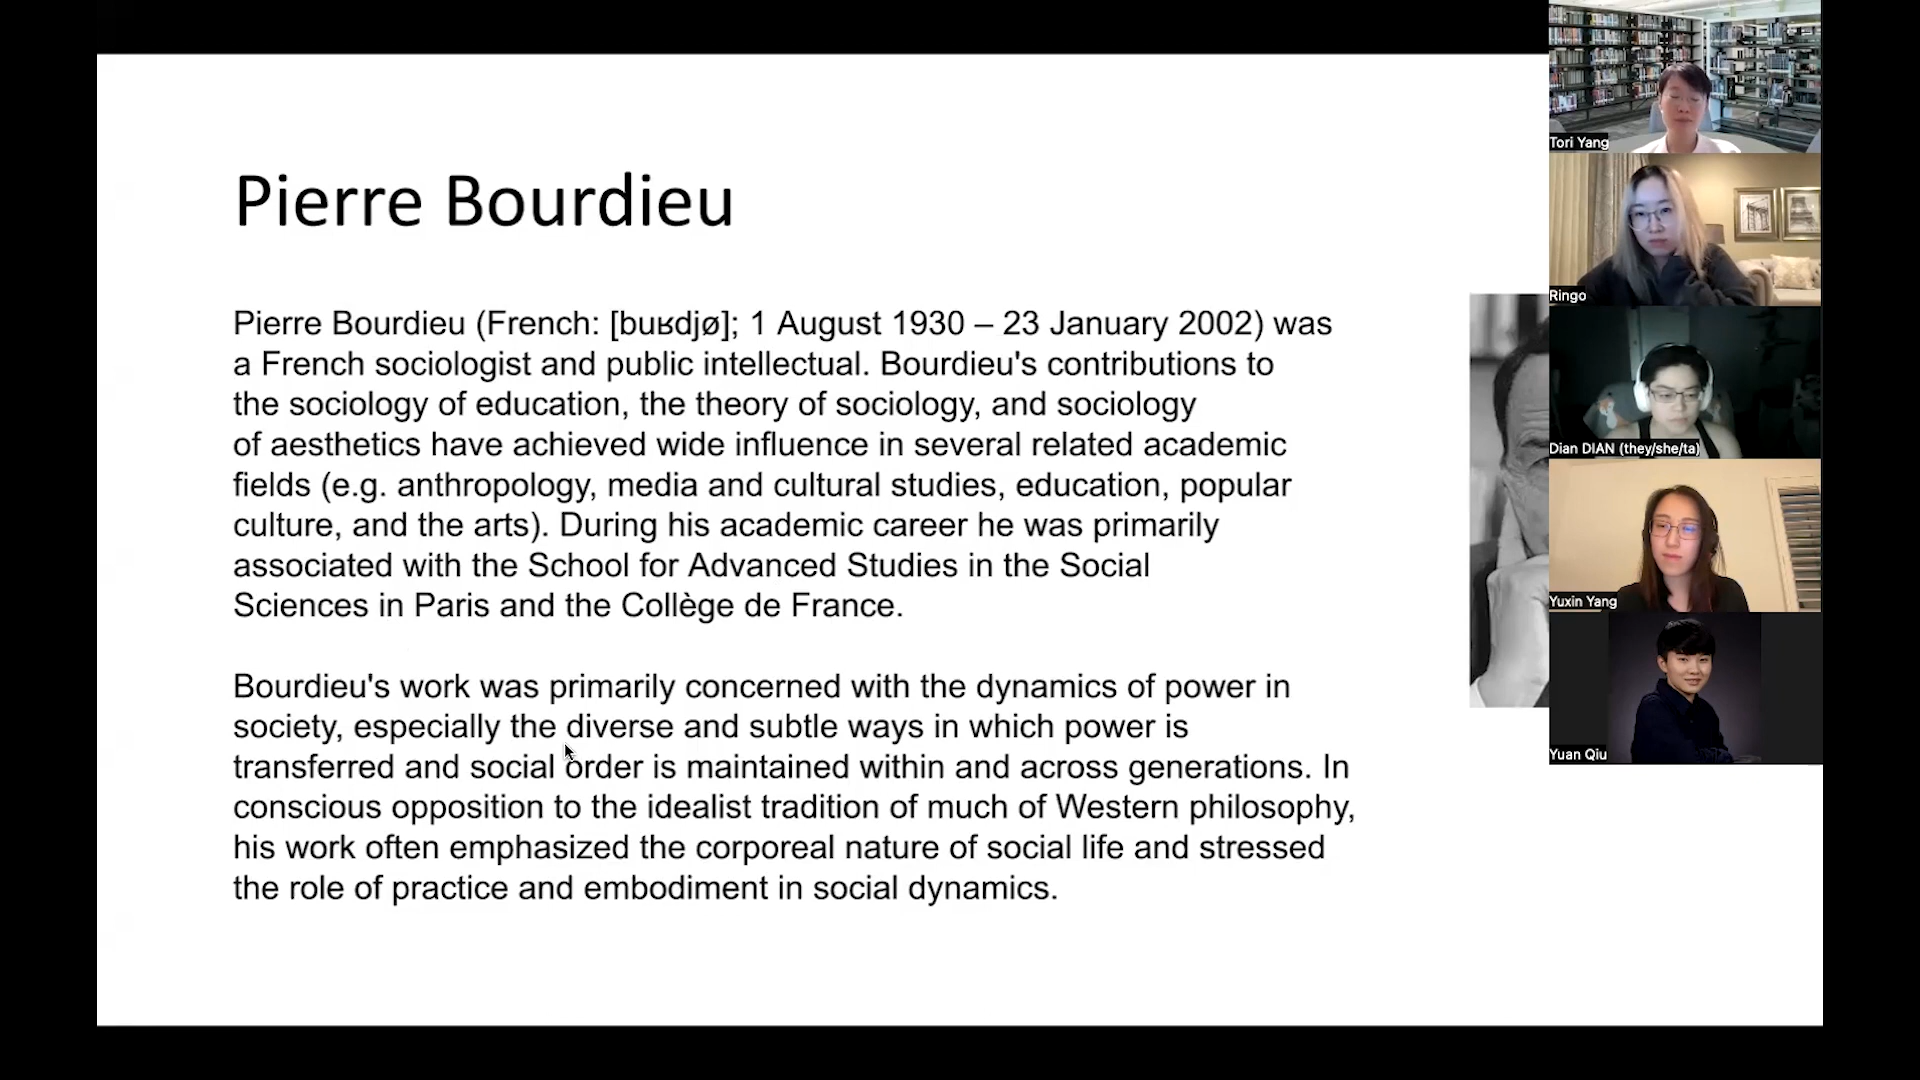 Pierre Bourdieu
Pierre Bourdieu (French: [buʁdjø]; 1 August 1930 – 23 January 2002) was
a French sociologist and public intellectual. Bourdieu's contributions to
the sociology of education, the theory of sociology, and sociology
of aesthetics have achieved wide influence in several related academic
fields (e.g. anthropology, media and cultural studies, education, popular
culture, and the arts). During his academic career he was primarily
associated with the School for Advanced Studies in the Social
Sciences in Paris and the Collège de France.
Bourdieu's work was primarily concerned with the dynamics of power in
society, especially the diverse and subtle ways in which power is
transferred and social order is maintained within and across generations. In
conscious opposition to the idealist tradition of much of Western philosophy,
his work often emphasized the corporeal nature of social life and stressed
the role of practice and embodiment in social dynamics.
Tori Yang
Ringo
Dian DIAN (they/she/ta)
Yuxin Yang
Yuan Qiu